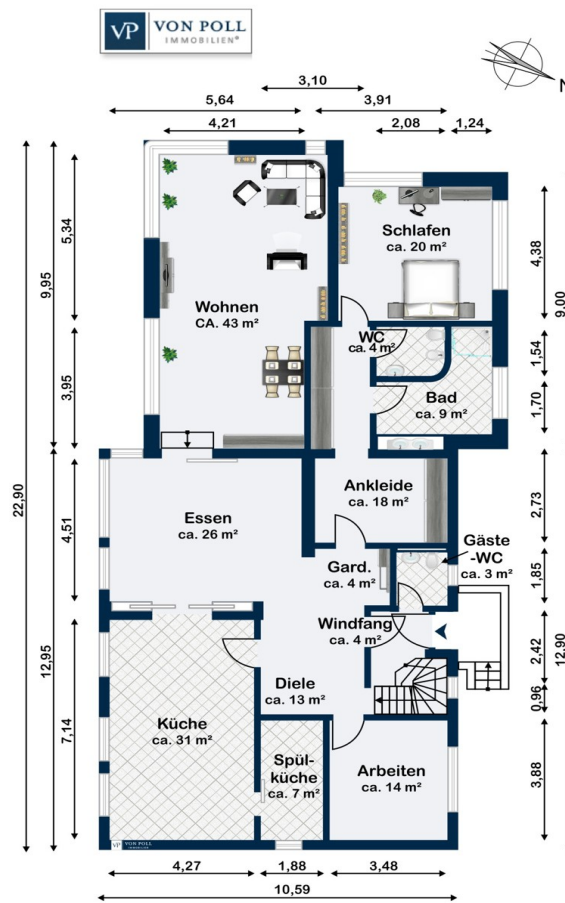 VP VON POLL
IMMOBILIEN®
N
3,10
5,64
3,91
4,21
2,08
1,24
Schlafen
ca. 20 m²
Wohnen
CA. 43 m²
WC
ca. 4 m²
Bad
ca. 9 m²
Ankleide
ca. 18 m²
Essen
ca. 26 m²
Gäste
-WC
ca. 3 m²
Gard.
ca. 4 m²
Windfang
ca. 4 m²
Diele
ca. 13 m²
Küche
ca. 31 m²
Spül-
küche
ca. 7 m²
Arbeiten
ca. 14 m²
22,90
9,95
12,95
5,34
3,95
4,51
7,14
4,38
9,00
1,54
1,70
2,73
1,85
2,42
12,90
0,96
3,88
VP VON POLL
IMMOBILIEN
4,27
1,88
3,48
10,59